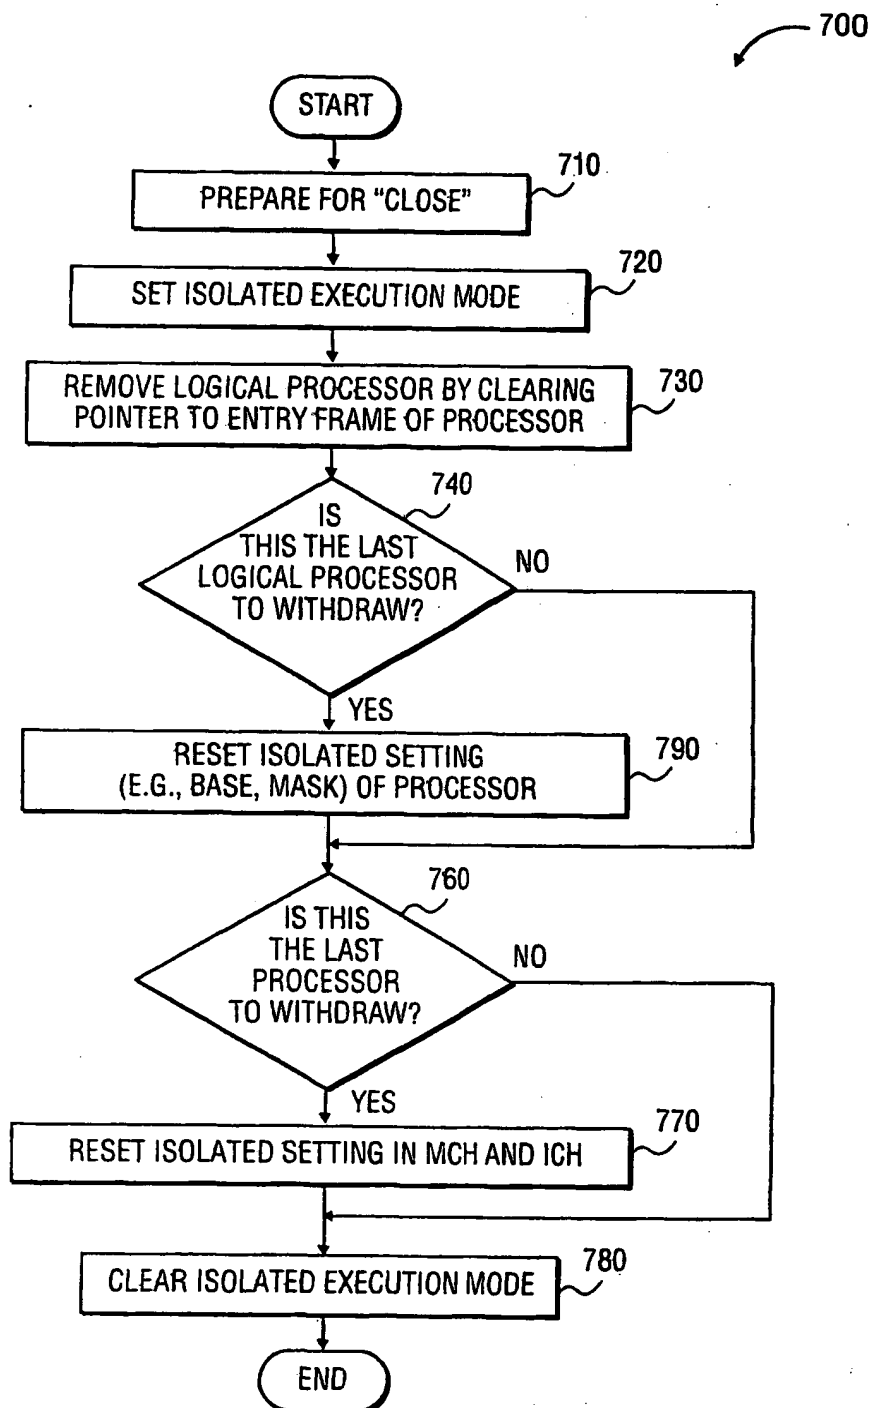 700
START
710
PREPARE FOR “CLOSE”
720
SET ISOLATED EXECUTION MODE
730
REMOVE LOGICAL PROCESSOR BY CLEARING
POINTER TO ENTRY FRAME OF PROCESSOR
740
IS
THIS THE LAST
LOGICAL PROCESSOR
TO WITHDRAW?
NO
YES
790
RESET ISOLATED SETTING
(E.G., BASE, MASK) OF PROCESSOR
760
IS THIS
THE LAST
PROCESSOR
TO WITHDRAW?
NO
YES
770
RESET ISOLATED SETTING IN MCH AND ICH
780
CLEAR ISOLATED EXECUTION MODE
END